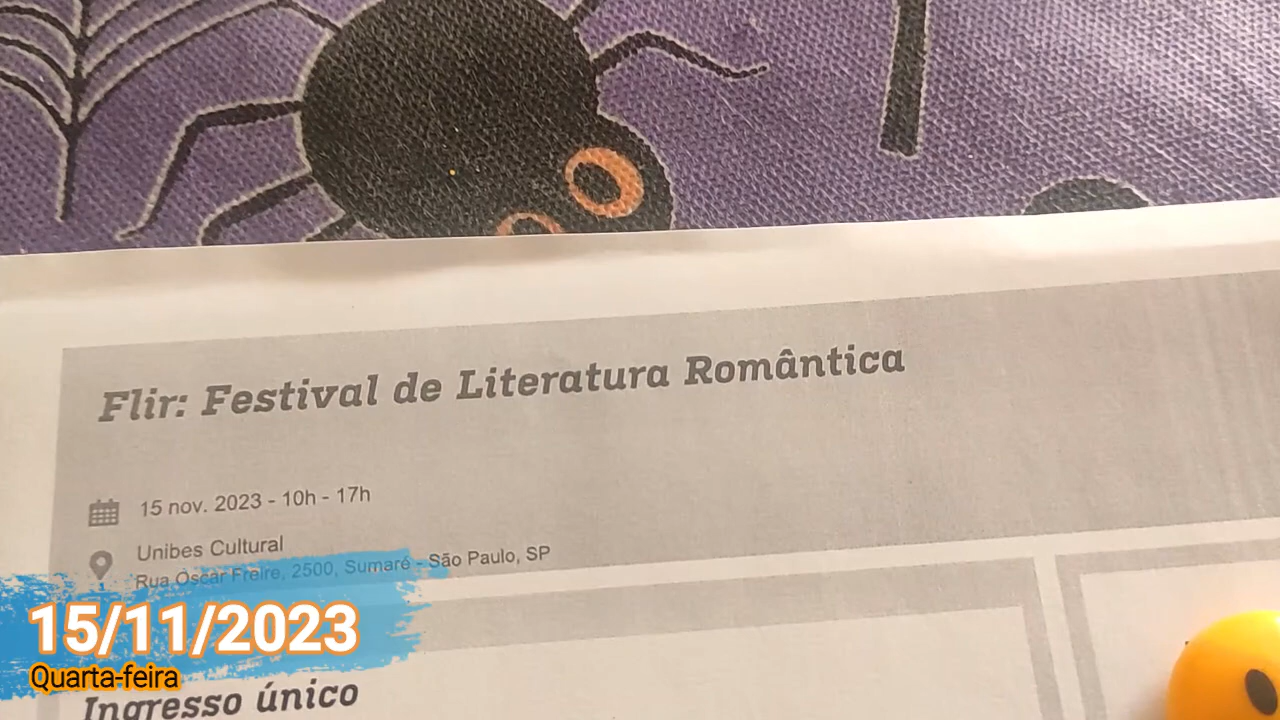 Flir: Festival de Literatura Romântica
15 nov. 2023 - 10h - 17h
Unibes Cultural
Rua Oscar Freire, 2500, Sumaré - São Paulo, SP
15/11/2023
Quarta-feira
Ingresso único